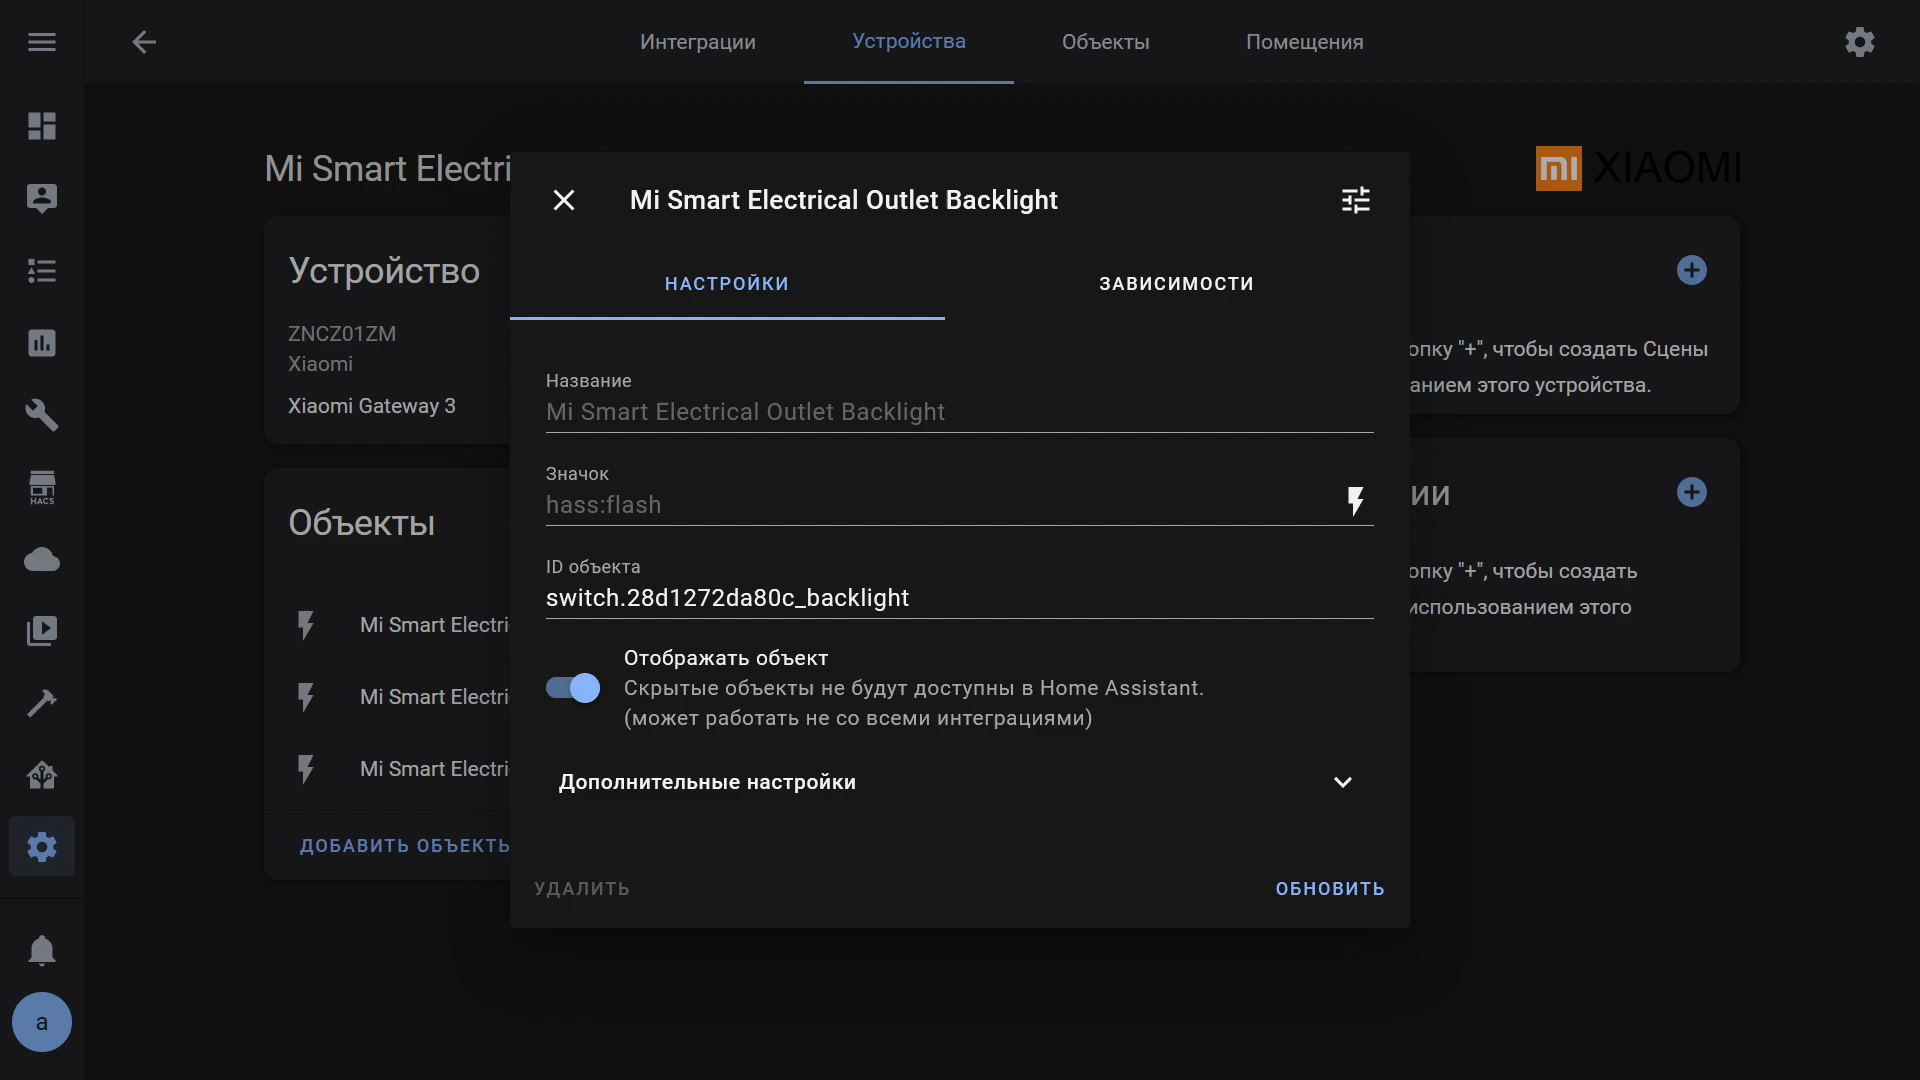 Интеграции
Устройства
Объекты
Помещения
Mi Smart Electri
XIAOMI
Mi Smart Electrical Outlet Backlight
НАСТРОЙКИ
ЗАВИСИМОСТИ
Устройство
ZNCZ01ZM
Xiaomi
Xiaomi Gateway 3
Название
Mi Smart Electrical Outlet Backlight
Значок
hass:flash
ID объекта
switch.28d1272da80c_backlight
Отображать объект
Скрытые объекты не будут доступны в Home Assistant.
(может работать не со всеми интеграциями)
Дополнительные настройки
УДАЛИТЬ
ОБНОВИТЬ
Объекты
Mi Smart Electri
Mi Smart Electri
Mi Smart Electri
ДОБАВИТЬ ОБЪЕКТЬ
опку "+", чтобы создать Сцены
анием этого устройства.
ии
опку "+", чтобы создать
использованием этого
HACS
a